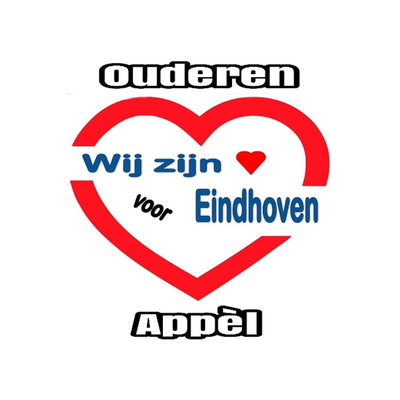 Ouderen
Wij zijn
voor Eindhoven
Appèl